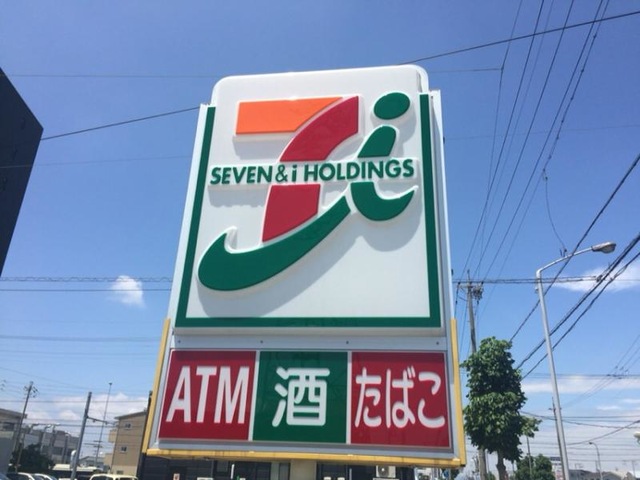 SEVEN & i HOLDINGS
ATM 酒 たばこ